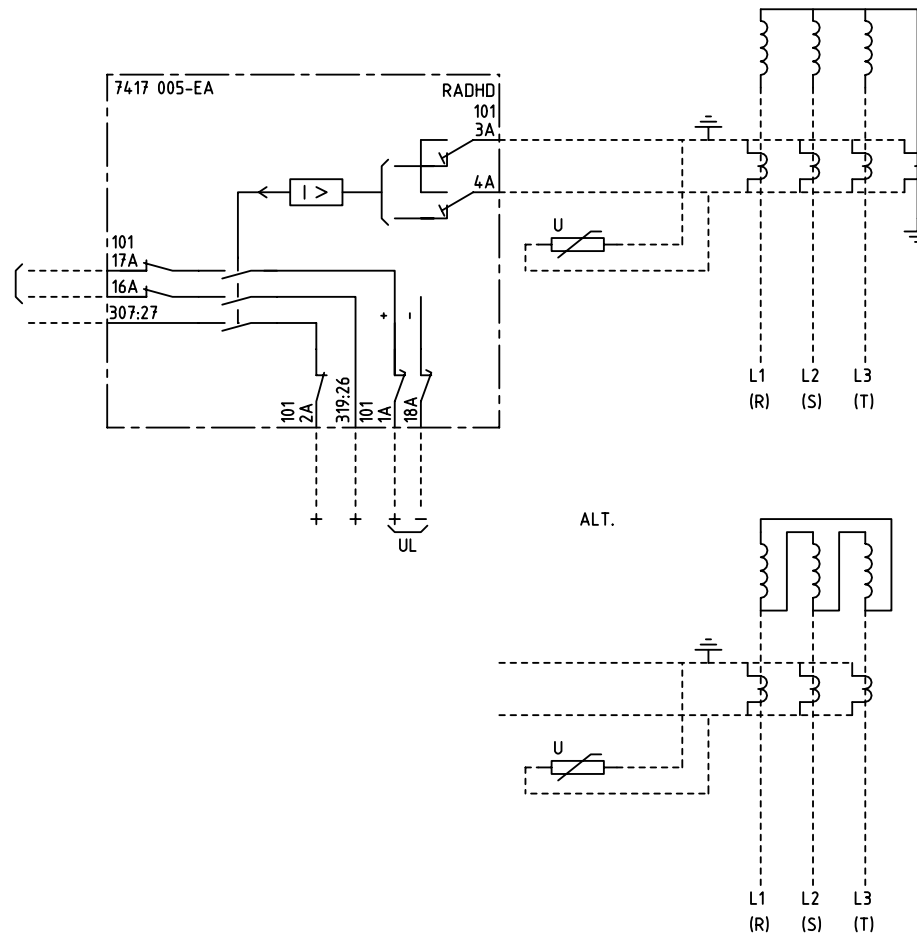 7417 005-EA
RADHD
101
3A
4A
I >
U
101
17A
16A
307:27
+ -
101
2A
319:26
101
1A
18A
+ + + -
UL
L1 L2 L3
(R) (S) (T)
ALT.
U
L1 L2 L3
(R) (S) (T)